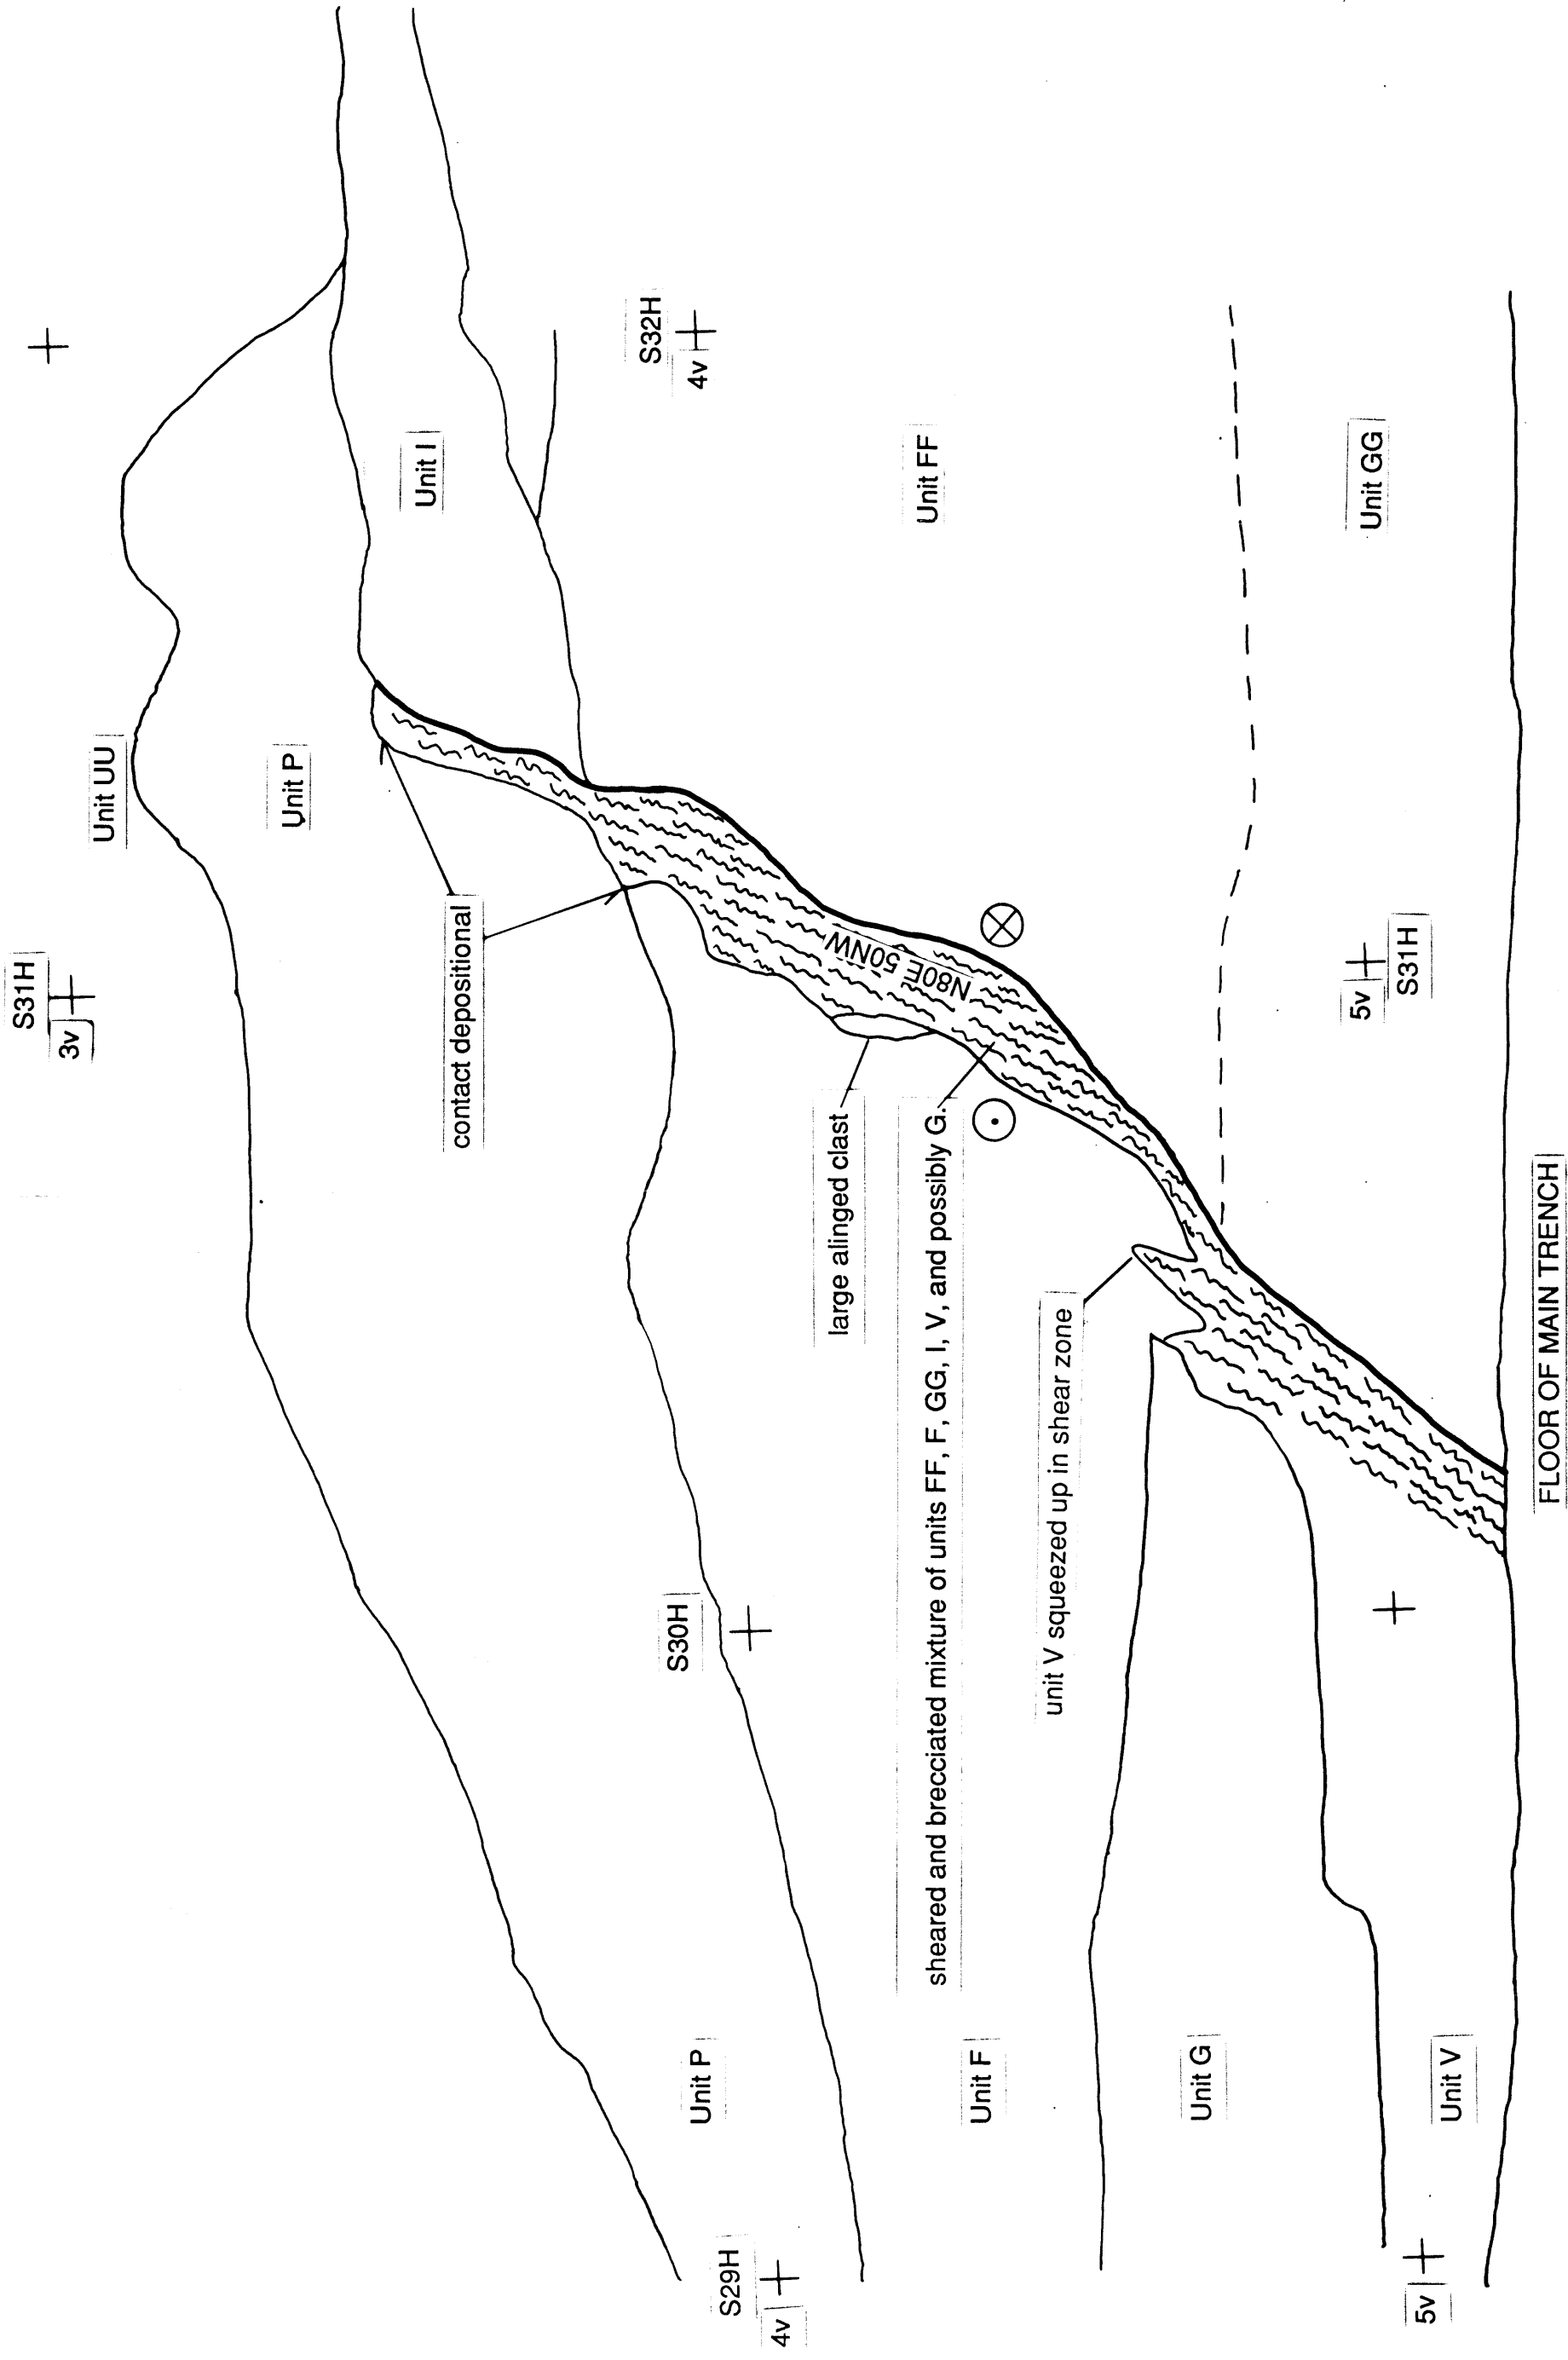 S31H
3v
Unit UU
Unit P
Unit I
contact depositional
S32H
4v
S30H
Unit P
S29H
4v
large alinged clast
N80E 50NW
Unit FF
sheared and brecciated mixture of units FF, F, GG, I, V, and possibly G.
Unit F
unit V squeezed up in shear zone
Unit G
Unit GG
5v
S31H
Unit V
5v
FLOOR OF MAIN TRENCH